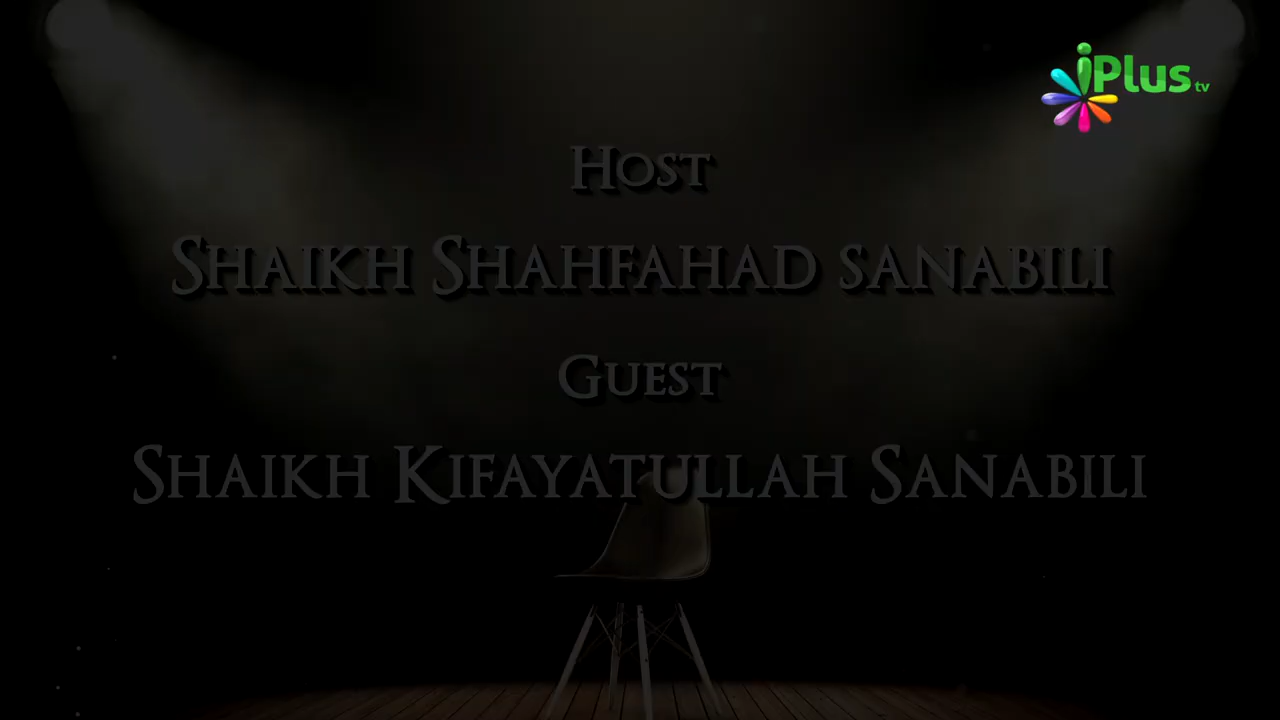 iPlus tv
Host
Shaikh Shahfahad sanabili
Guest
Shaikh Kifayatullah Sanabili